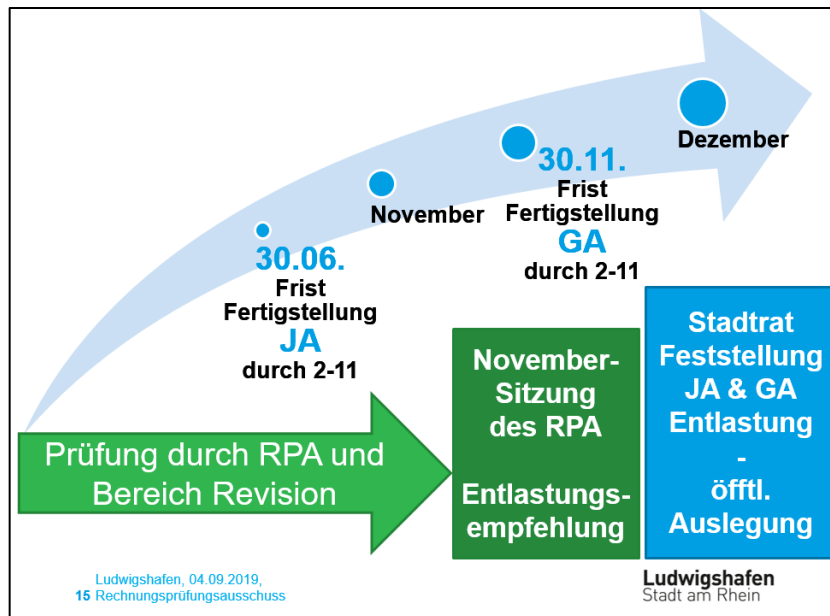 30.06.
Frist
Fertigstellung
JA
durch 2-11
November
30.11.
Frist
Fertigstellung
GA
durch 2-11
Dezember
Prüfung durch RPA und
Bereich Revision
November-
Sitzung
des RPA
Entlastungs-
empfehlung
Stadtrat
Feststellung
JA & GA
Entlastung
-
öfftl.
Auslegung
Ludwigshafen, 04.09.2019,
15 Rechnungsprüfungsausschuss
Ludwigshafen
Stadt am Rhein